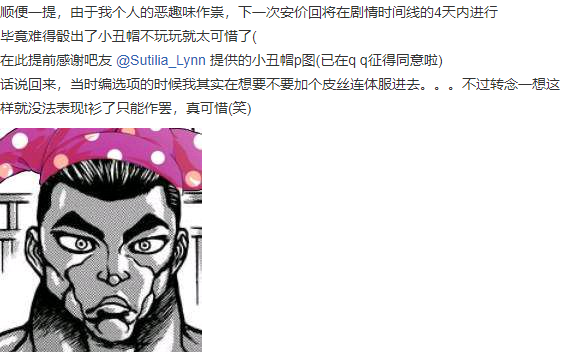 顺便一提，由于我个人的恶趣味作祟，下一次安价回将在剧情时间线的4天内进行
毕竟难得骰出了小丑帽不玩玩就太可惜了(
在此提前感谢吧友 @Sutilia_Lynn 提供的小丑帽p图(已在q q征得同意啦)
话说回来，当时编选项的时候我其实在想要不要加个皮丝连体服进去。。。不过转念一想这
样就没法表现t衫了只能作罢，真可惜(笑)